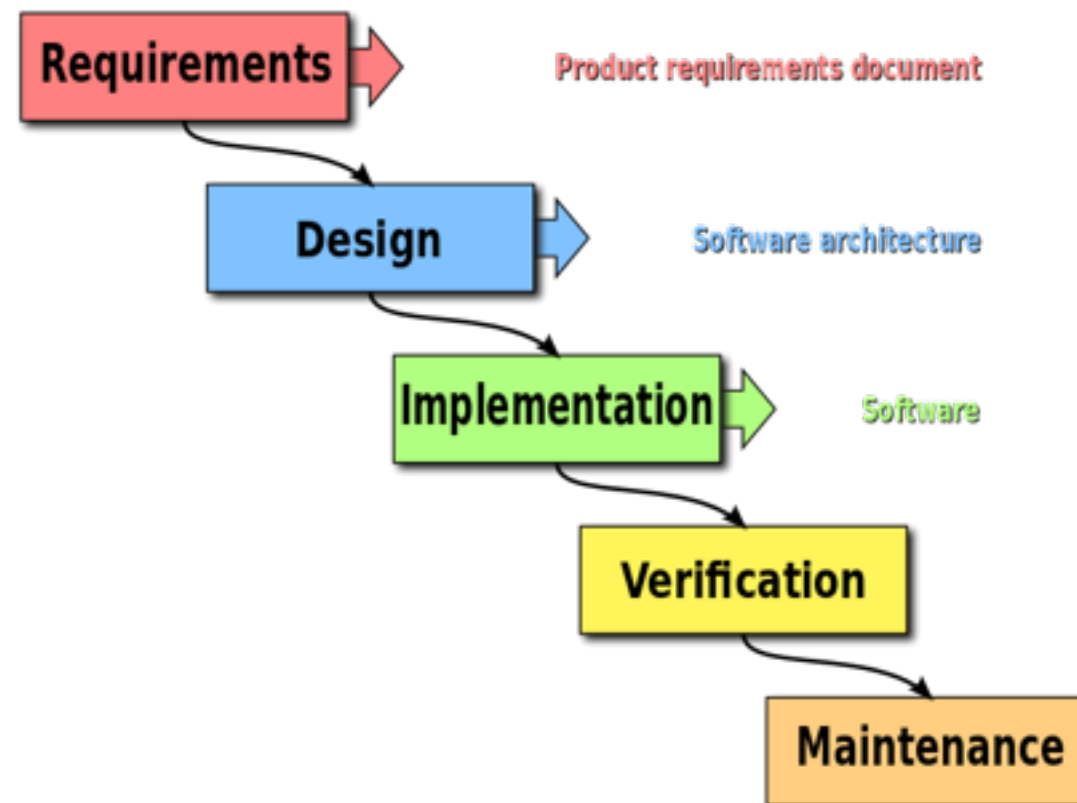 Requirements
Product requirements document
Design
Software architecture
Implementation
Software
Verification
Maintenance